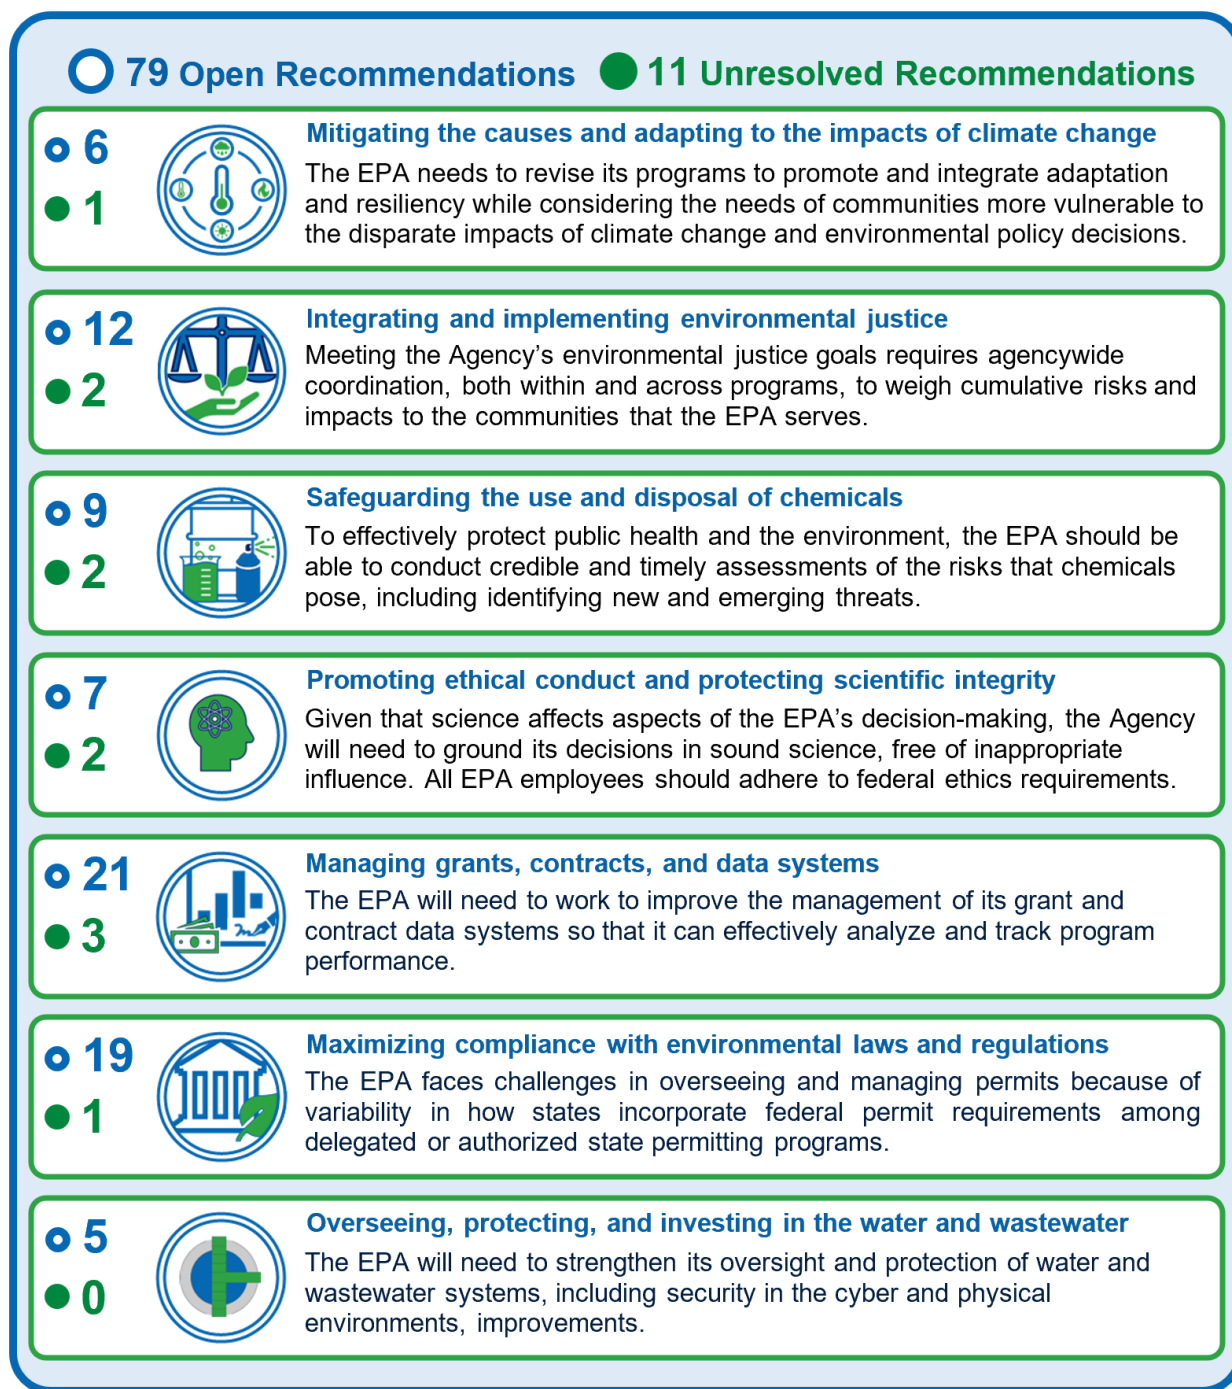 79 Open Recommendations 11 Unresolved Recommendations
6
1
Mitigating the causes and adapting to the impacts of climate change
The EPA needs to revise its programs to promote and integrate adaptation
and resiliency while considering the needs of communities more vulnerable to
the disparate impacts of climate change and environmental policy decisions.
12
2
Integrating and implementing environmental justice
Meeting the Agency’s environmental justice goals requires agencywide
coordination, both within and across programs, to weigh cumulative risks and
impacts to the communities that the EPA serves.
9
2
Safeguarding the use and disposal of chemicals
To effectively protect public health and the environment, the EPA should be
able to conduct credible and timely assessments of the risks that chemicals
pose, including identifying new and emerging threats.
7
2
Promoting ethical conduct and protecting scientific integrity
Given that science affects aspects of the EPA’s decision-making, the Agency
will need to ground its decisions in sound science, free of inappropriate
influence. All EPA employees should adhere to federal ethics requirements.
21
3
Managing grants, contracts, and data systems
The EPA will need to work to improve the management of its grant and
contract data systems so that it can effectively analyze and track program
performance.
19
1
Maximizing compliance with environmental laws and regulations
The EPA faces challenges in overseeing and managing permits because of
variability in how states incorporate federal permit requirements among
delegated or authorized state permitting programs.
5
0
Overseeing, protecting, and investing in the water and wastewater
The EPA will need to strengthen its oversight and protection of water and
wastewater systems, including security in the cyber and physical
environments, improvements.